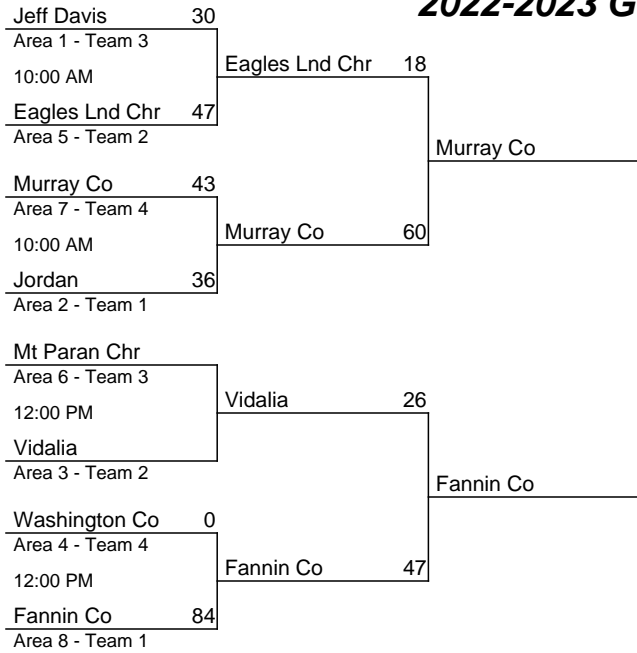 2022-2023 G
Jeff Davis 30
Area 1 - Team 3
10:00 AM
Eagles Lnd Chr 18
Eagles Lnd Chr 47
Area 5 - Team 2
Murray Co
Murray Co 43
Area 7 - Team 4
10:00 AM
Murray Co 60
Jordan 36
Area 2 - Team 1
Mt Paran Chr
Area 6 - Team 3
12:00 PM
Vidalia 26
Vidalia
Area 3 - Team 2
Fannin Co
Washington Co 0
Area 4 - Team 4
12:00 PM
Fannin Co 47
Fannin Co 84
Area 8 - Team 1